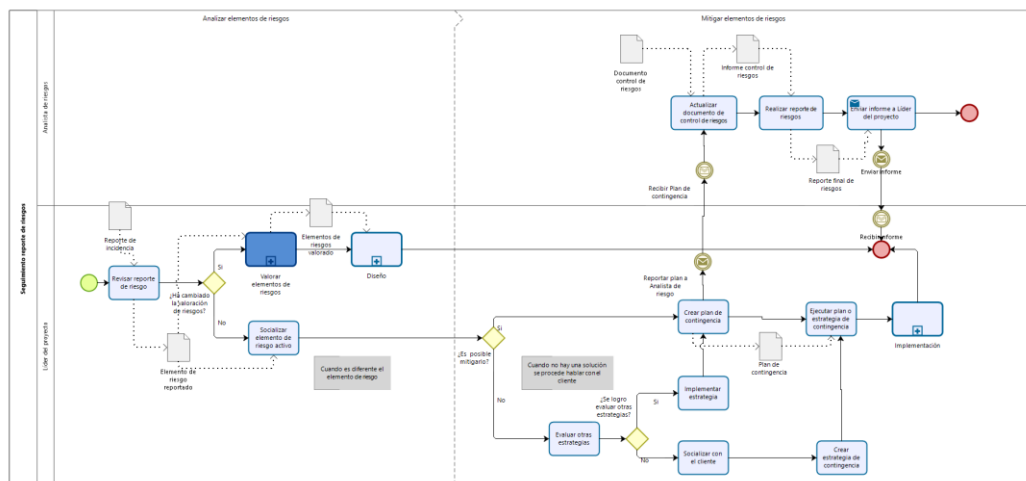 Seguimiento reporte de riesgos
Analista de riesgos
Líder del proyecto
Analizar elementos de riesgos
Mitigar elementos de riesgos
Documento
control de
riesgos
Informe control de
riesgos
Actualizar
documento de
control de riesgos
Realizar reporte de
riesgos
Enviar informe a Líder
del proyecto
Reporte final de
riesgos
Enviar informe
Recibir Plan de
contingencia
Recibir informe
Reporte de
incidencia
Revisar reporte
de riesgo
¿Ha cambiado
la valoración
de riesgos?
Si
No
Elemento de
riesgo
reportado
Valorar
elementos de
riesgos
Elementos de
riesgos
valorado
Diseño
Socializar
elemento de
riesgo activo
Cuando es diferente el
elemento de riesgo
¿Es posible
mitigarlo?
Si
No
Reportar plan a
Analista de
riesgo
Crear plan de
contingencia
Plan de
contingencia
Ejecutar plan o
estrategia de
contingencia
Implementación
Cuando no hay una solución
se procede hablar con el
cliente
Evaluar otras
estrategias
¿Se logro
evaluar otras
estrategias?
Si
No
Implementar
estrategia
Socializar con
el cliente
Crear
estrategia de
contingencia